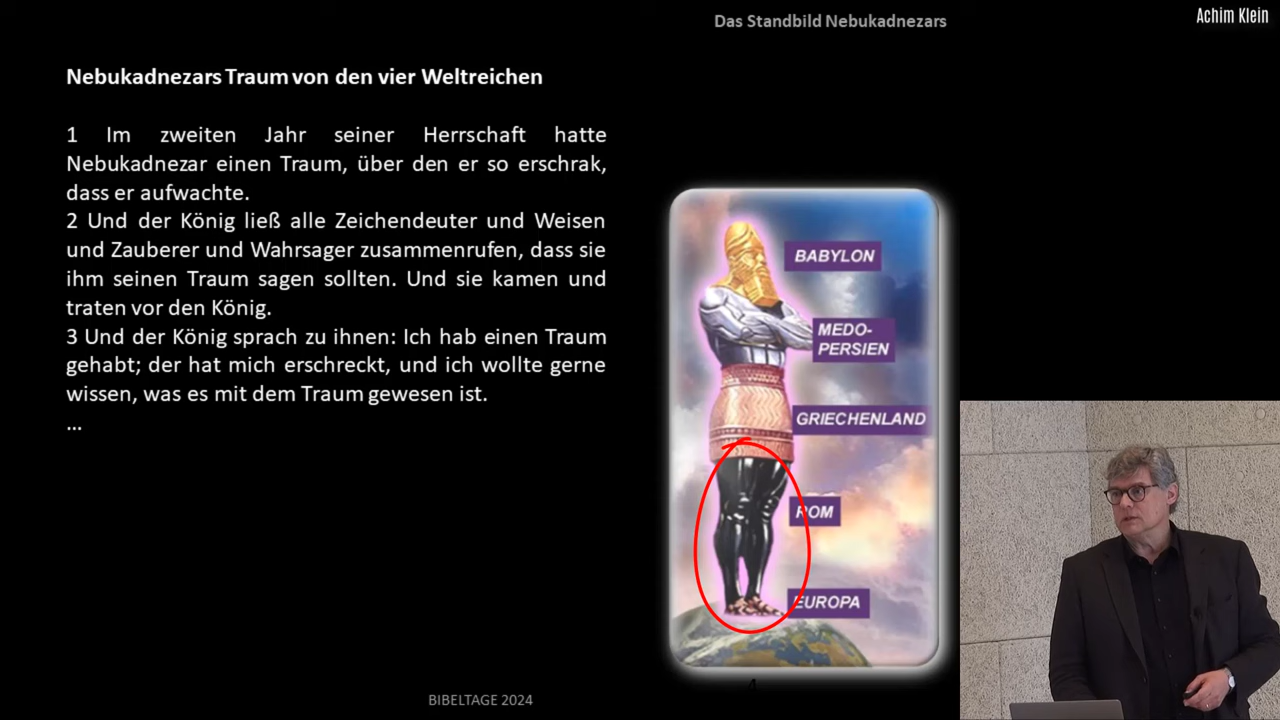 Das Standbild Nebukadnezars
Achim Klein
Nebukadnezars Traum von den vier Weltreichen
1 Im zweiten Jahr seiner Herrschaft hatte
Nebukadnezar einen Traum, über den er so erschrak,
dass er aufwachte.
2 Und der König ließ alle Zeichendeuter und Weisen
und Zauberer und Wahrsager zusammenrufen, dass sie
ihm seinen Traum sagen sollten. Und sie kamen und
traten vor den König.
3 Und der König sprach zu ihnen: Ich hab einen Traum
gehabt; der hat mich erschreckt, und ich wollte gerne
wissen, was es mit dem Traum gewesen ist.
...
BABYLON
MEDO-
PERSIEN
GRIECHENLAND
ROM
EUROPA
BIBELTAGE 2024